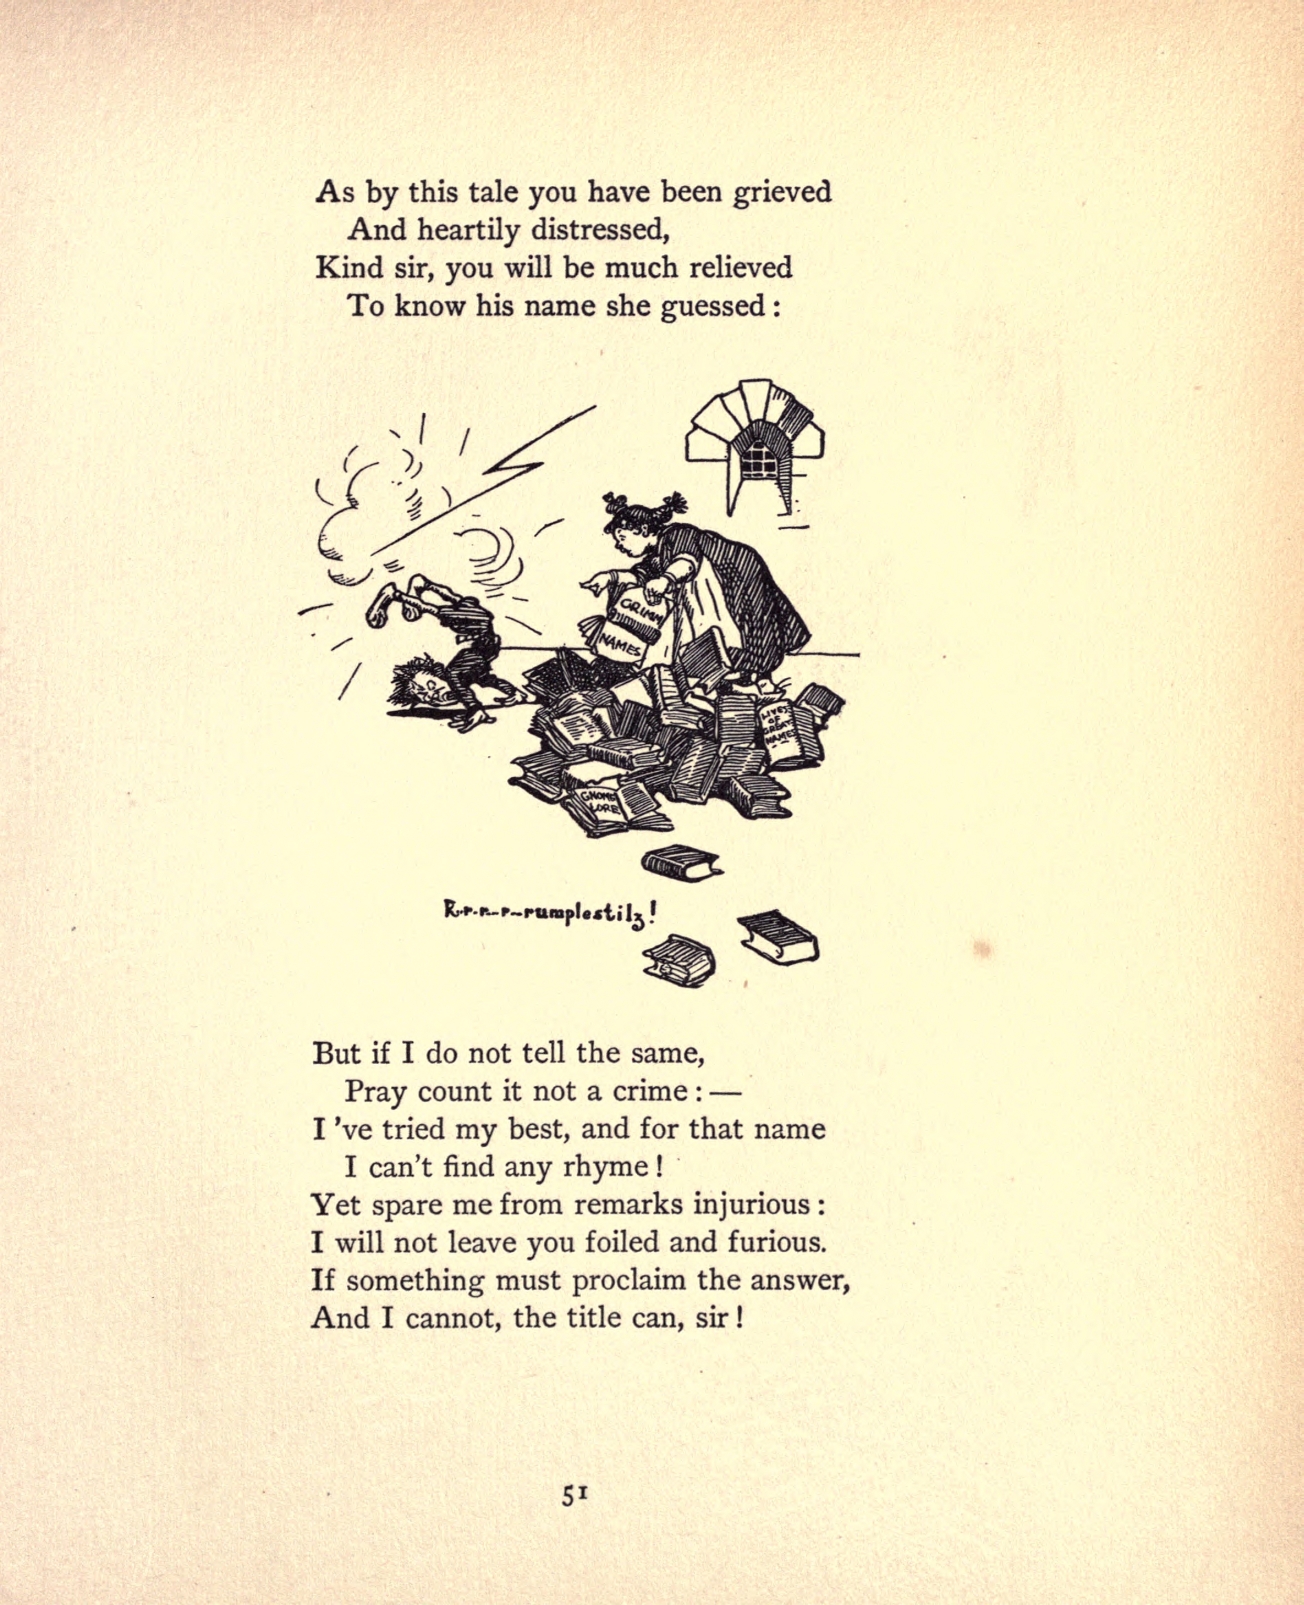 As by this tale you have been grieved
And heartily distressed,
Kind sir, you will be much relieved
To know his name she guessed :
GRIMM
NAMES
LIVES
OF
GREAT
NAMES
GNOME
LORE
R-r-r-r-rumplestilz!
But if I do not tell the same,
Pray count it not a crime : —
I 've tried my best, and for that name
I can't find any rhyme !
Yet spare me from remarks injurious :
I will not leave you foiled and furious.
If something must proclaim the answer,
And I cannot, the title can, sir !
51